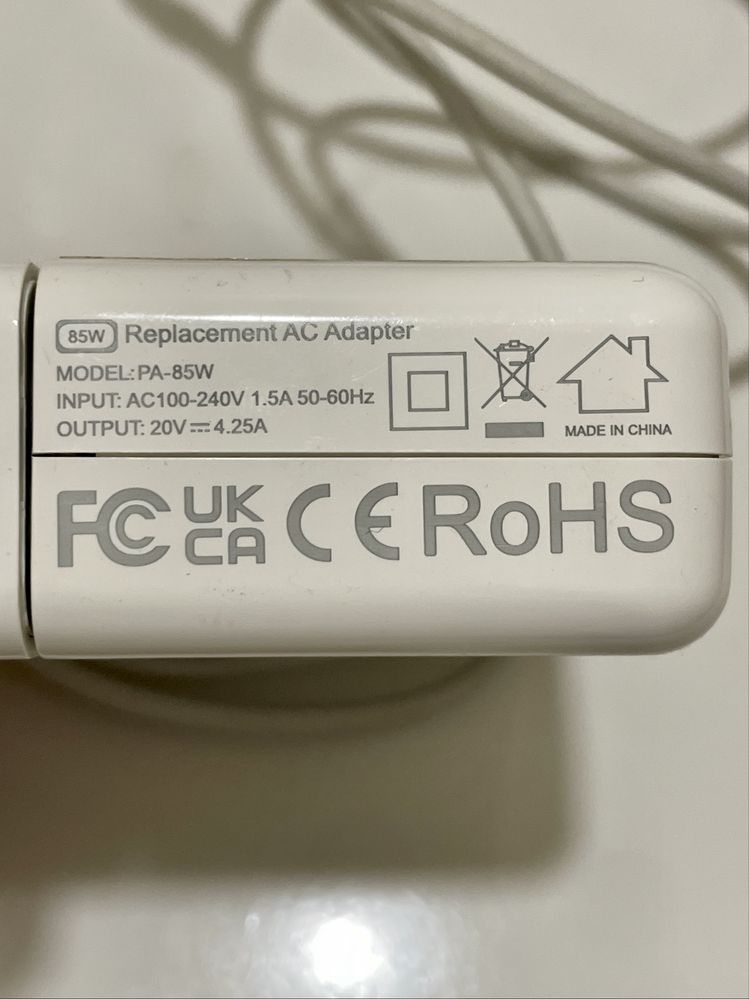 85W Replacement AC Adapter
MODEL:PA-85W
INPUT: AC100-240V 1.5A 50-60Hz
OUTPUT: 20V⎓4.25A
MADE IN CHINA
FC UK CA CE RoHS